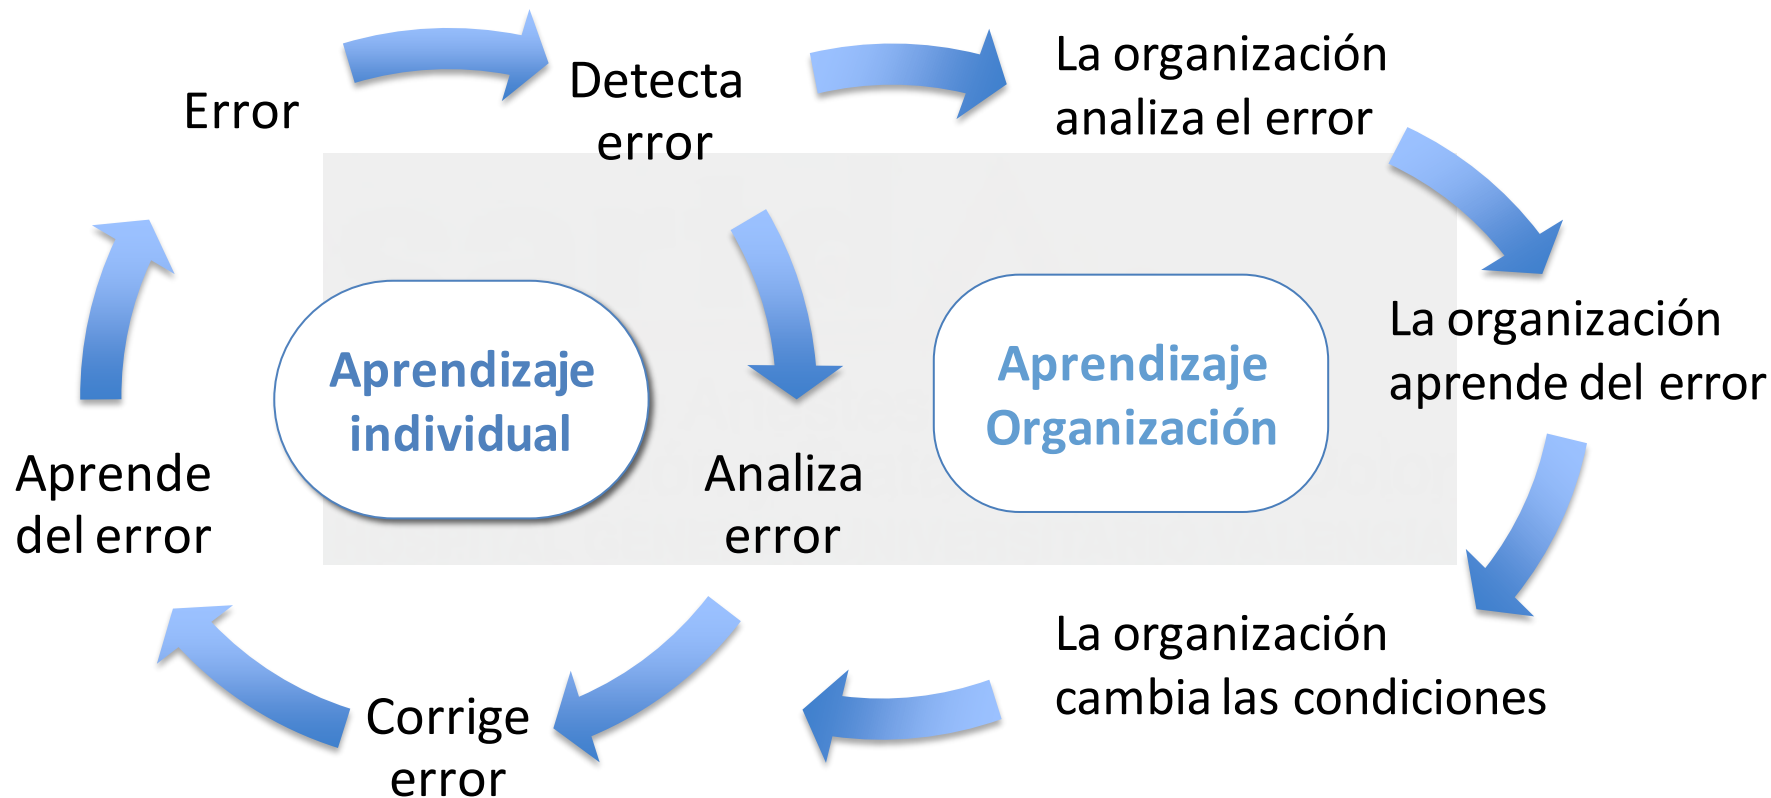 Error
Detecta
error
La organización
analiza el error
La organización
aprende del error
La organización
cambia las condiciones
Aprendizaje
individual
Aprendizaje
Organización
Analiza
error
Corrige
error
Aprende
del error